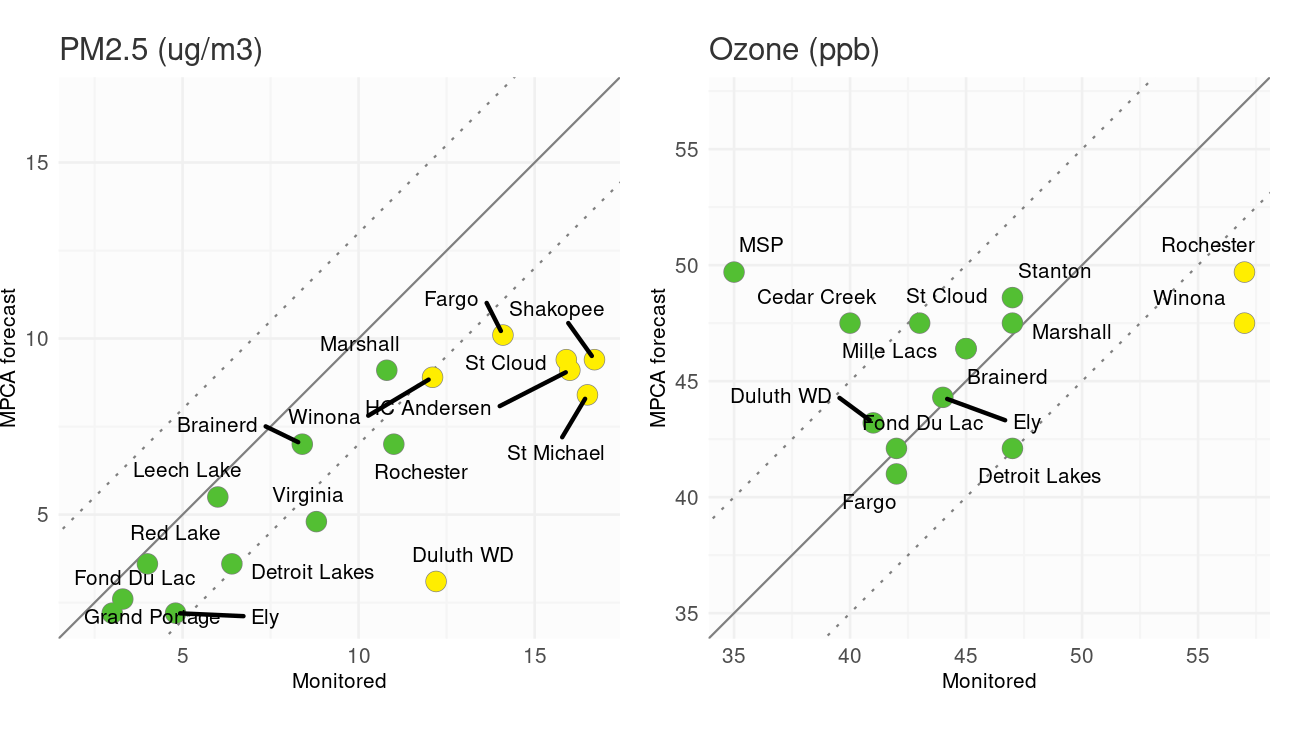 PM2.5 (ug/m3)
MPCA forecast
15
10
5
Fargo
Shakopee
Marshall
St Cloud
Winona
HC Andersen
Brainerd
St Michael
Leech Lake
Rochester
Virginia
Red Lake
Duluth WD
Fond Du Lac
Detroit Lakes
Grand Portage
Ely
5
10
15
Monitored
Ozone (ppb)
MPCA forecast
55
50
45
40
35
MSP
Rochester
Stanton
Cedar Creek
St Cloud
Winona
Marshall
Mille Lacs
Brainerd
Duluth WD
Fond Du Lac
Ely
Detroit Lakes
Fargo
35
40
45
50
55
Monitored